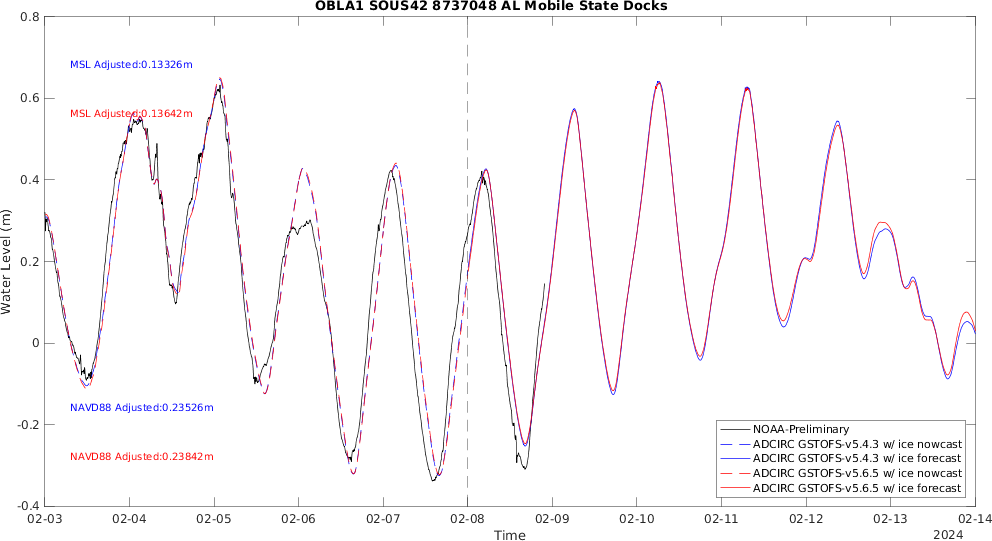 OBLA1 SOUS42 8737048 AL Mobile State Docks
Water Level (m)
0.8
0.6
0.4
0.2
0
-0.2
-0.4
MSL Adjusted:0.13326m
MSL Adjusted:0.13642m
NAVD88 Adjusted:0.23526m
NAVD88 Adjusted:0.23842m
NOAA-Preliminary
ADCIRC GSTOFS-v5.4.3 w/ ice nowcast
ADCIRC GSTOFS-v5.4.3 w/ ice forecast
ADCIRC GSTOFS-v5.6.5 w/ ice nowcast
ADCIRC GSTOFS-v5.6.5 w/ ice forecast
02-03 02-04 02-05 02-06 02-07 02-08 02-09 02-10 02-11 02-12 02-13 02-14
Time
2024